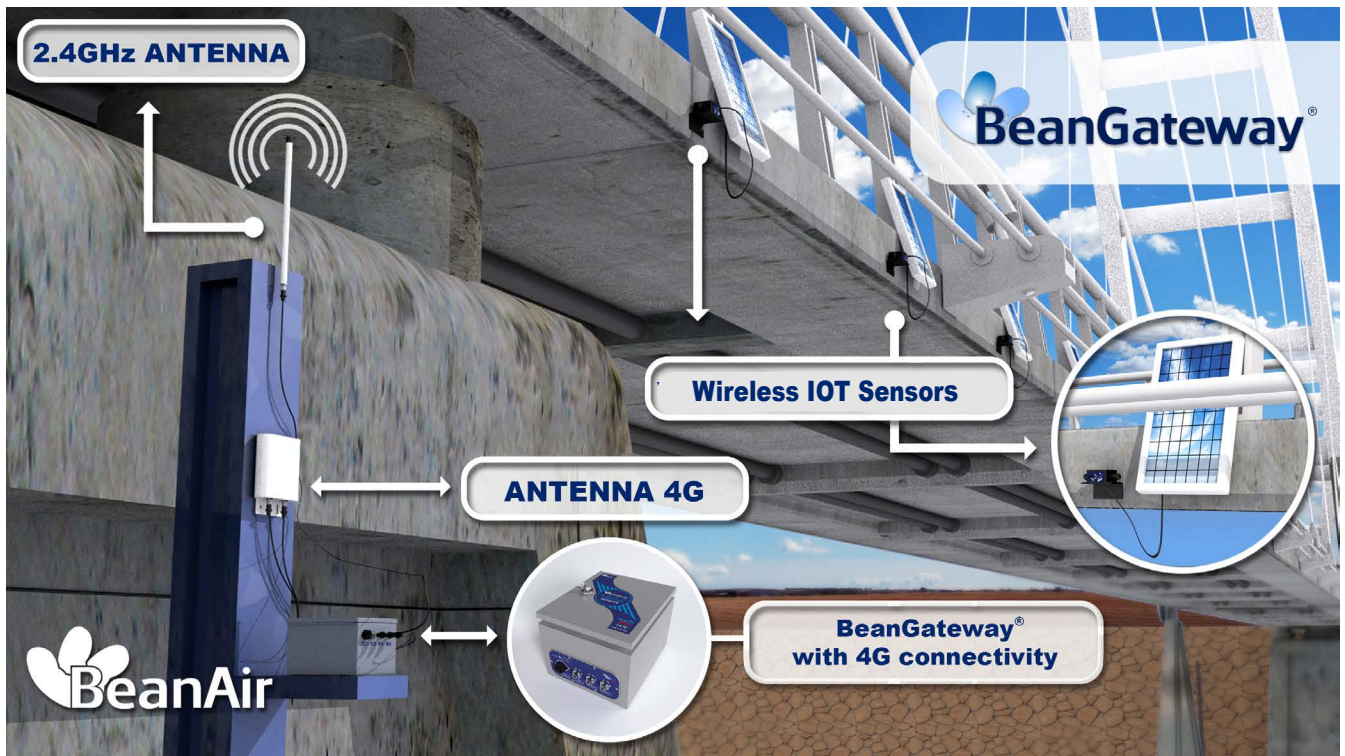 2.4GHz ANTENNA
BeanGateway®
Wireless IOT Sensors
ANTENNA 4G
BeanGateway®
with 4G connectivity
BeanAir